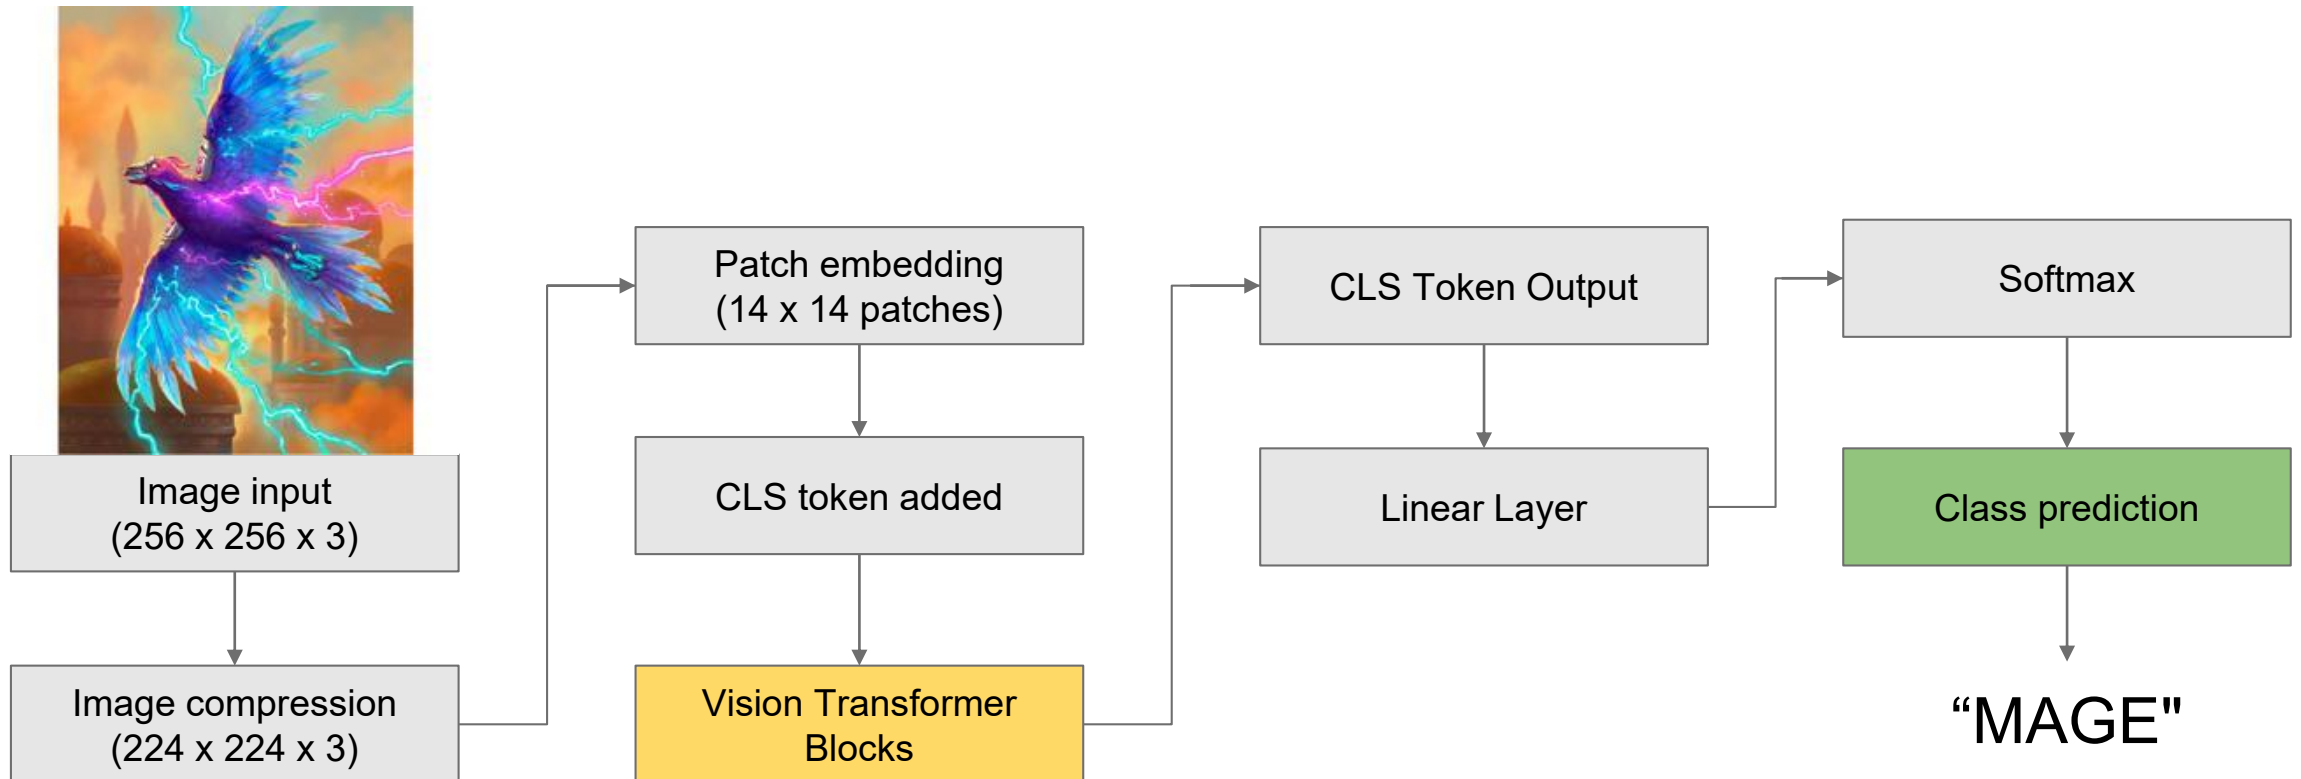 Image input
(256 x 256 x 3)
Image compression
(224 x 224 x 3)
Patch embedding
(14 x 14 patches)
CLS token added
Vision Transformer
Blocks
CLS Token Output
Linear Layer
Softmax
Class prediction
“MAGE"